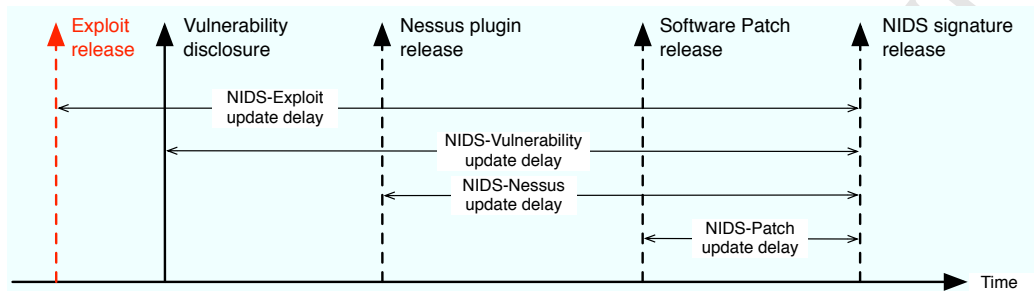 Exploit
release
Vulnerability
disclosure
Nessus plugin
release
Software Patch
release
NIDS signature
release
NIDS-Exploit
update delay
NIDS-Vulnerability
update delay
NIDS-Nessus
update delay
NIDS-Patch
update delay
Time